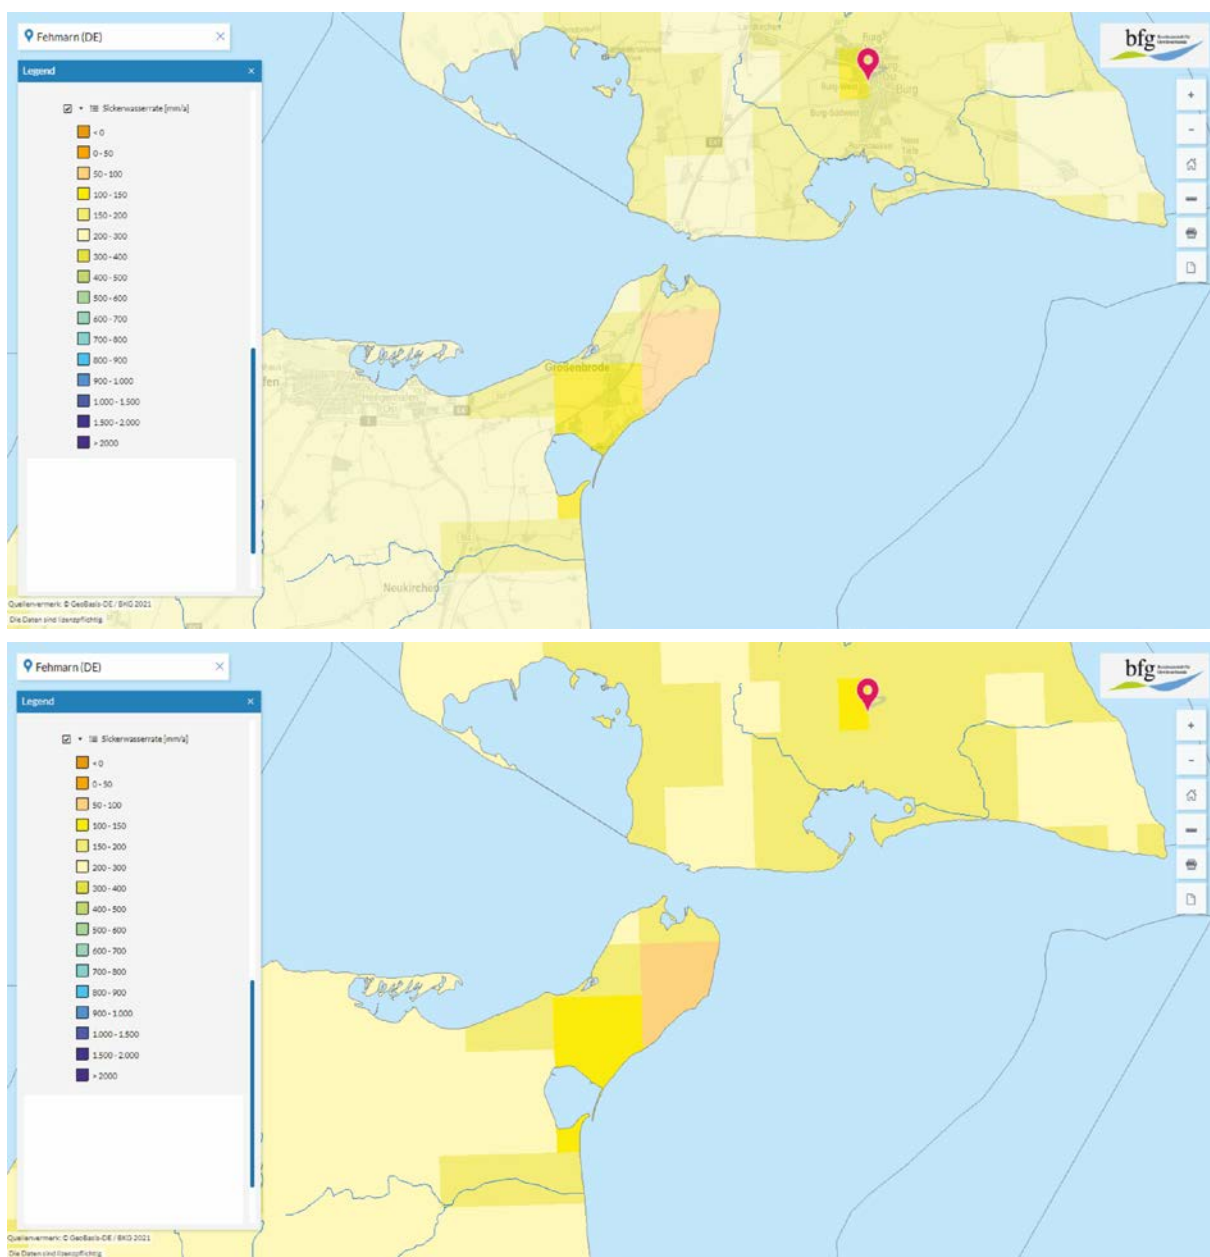 Fehmarn (DE)
×
Legend
×
Sickerwasserrate [mm/a]
< 0
0 - 50
50 - 100
100 - 150
150 - 200
200 - 300
300 - 400
400 - 500
500 - 600
600 - 700
700 - 800
800 - 900
900 - 1.000
1.000 - 1.500
1.500 - 2.000
> 2000
Quellenvermerk: © GeoBasis-DE / BKG 2021
Die Daten sind lizenzpflichtig
Burg
Burg
Burg-Südwest
E47
Großenbrode
fen
Neukirchen
bfg
+
-
Fehmarn (DE)
×
Legend
×
Sickerwasserrate [mm/a]
< 0
0 - 50
50 - 100
100 - 150
150 - 200
200 - 300
300 - 400
400 - 500
500 - 600
600 - 700
700 - 800
800 - 900
900 - 1.000
1.000 - 1.500
1.500 - 2.000
> 2000
Quellenvermerk: © GeoBasis-DE / BKG 2021
Die Daten sind lizenzpflichtig
bfg
+
-